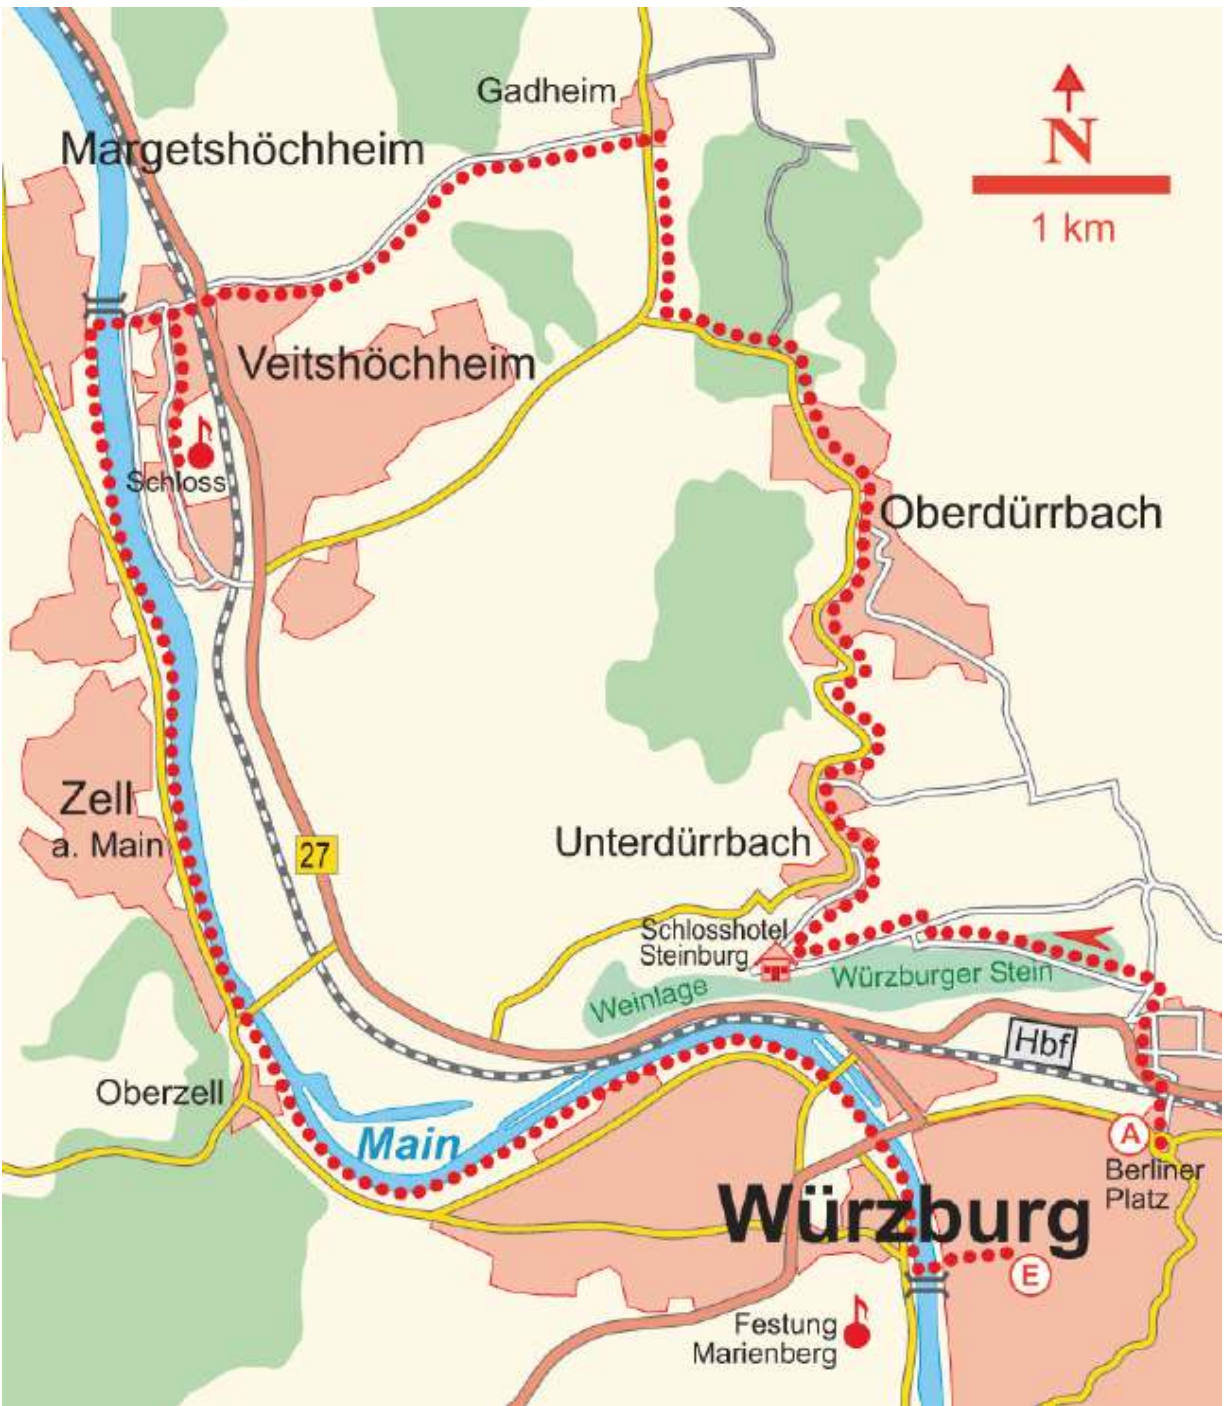 Gadheim
Margetshöchheim
N
1 km
Veitshöchheim
Schloss
Oberdürrbach
Zell
a. Main
27
Unterdürrbach
Schlosshotel
Steinburg
Würzburger Stein
Weinlage
Hbf
Oberzell
Main
A
Berliner
Platz
Würzburg
E
Festung
Marienberg